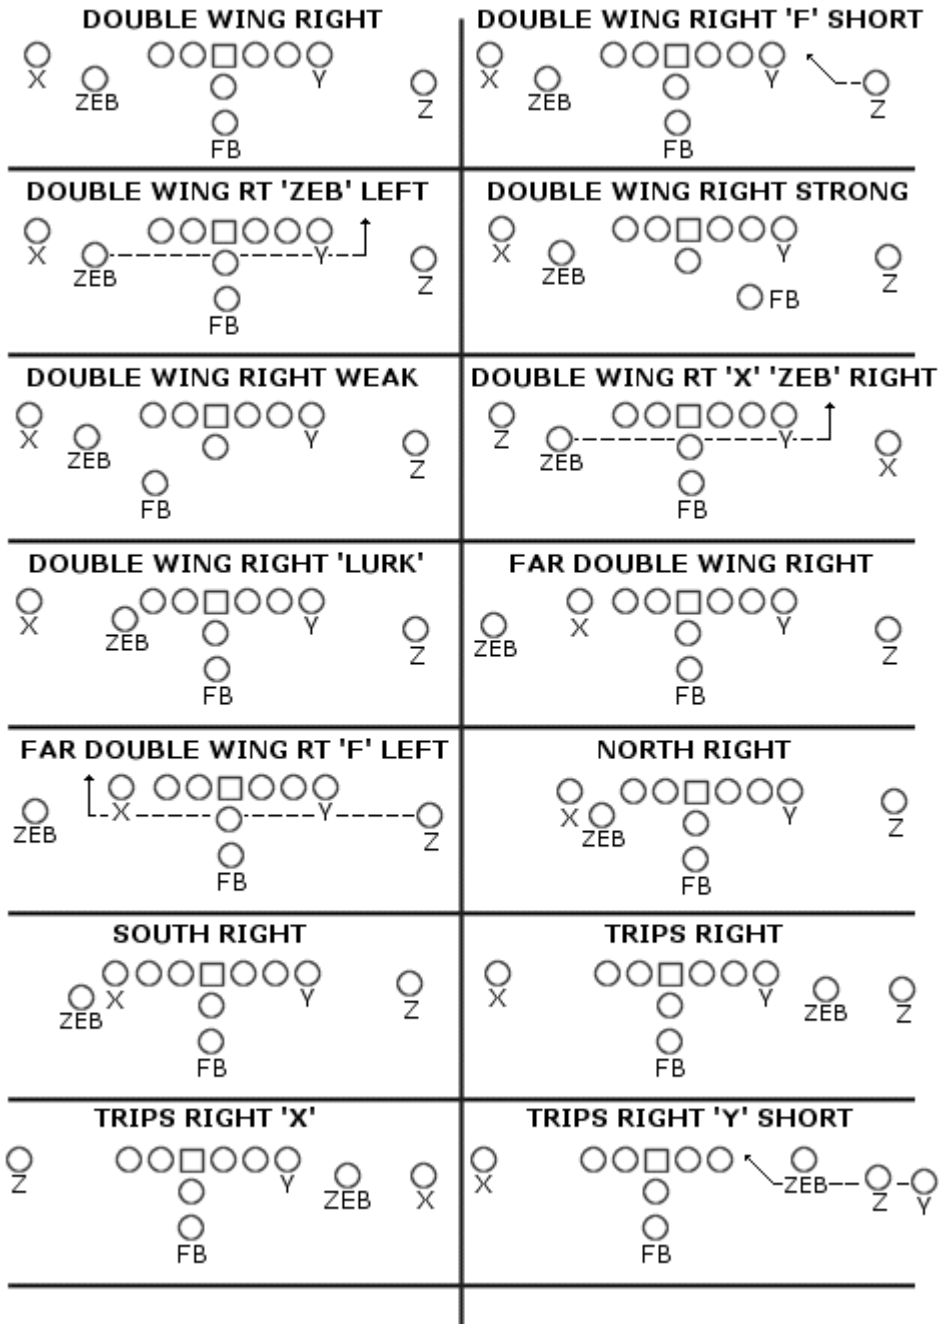 DOUBLE WING RIGHT
X ZEB Y Z
FB
DOUBLE WING RIGHT 'F' SHORT
X ZEB Y Z
FB
DOUBLE WING RT 'ZEB' LEFT
X ZEB Y Z
FB
DOUBLE WING RIGHT STRONG
X ZEB Y Z
FB
DOUBLE WING RIGHT WEAK
X ZEB Y Z
FB
DOUBLE WING RT 'X' 'ZEB' RIGHT
Z ZEB Y X
FB
DOUBLE WING RIGHT 'LURK'
X ZEB Y Z
FB
FAR DOUBLE WING RIGHT
ZEB X Y Z
FB
FAR DOUBLE WING RT 'F' LEFT
ZEB X Y Z
FB
NORTH RIGHT
X ZEB Y Z
FB
SOUTH RIGHT
ZEB X Y Z
FB
TRIPS RIGHT
X Y ZEB Z
FB
TRIPS RIGHT 'X'
Z Y ZEB X
FB
TRIPS RIGHT 'Y' SHORT
X ZEB Z Y
FB